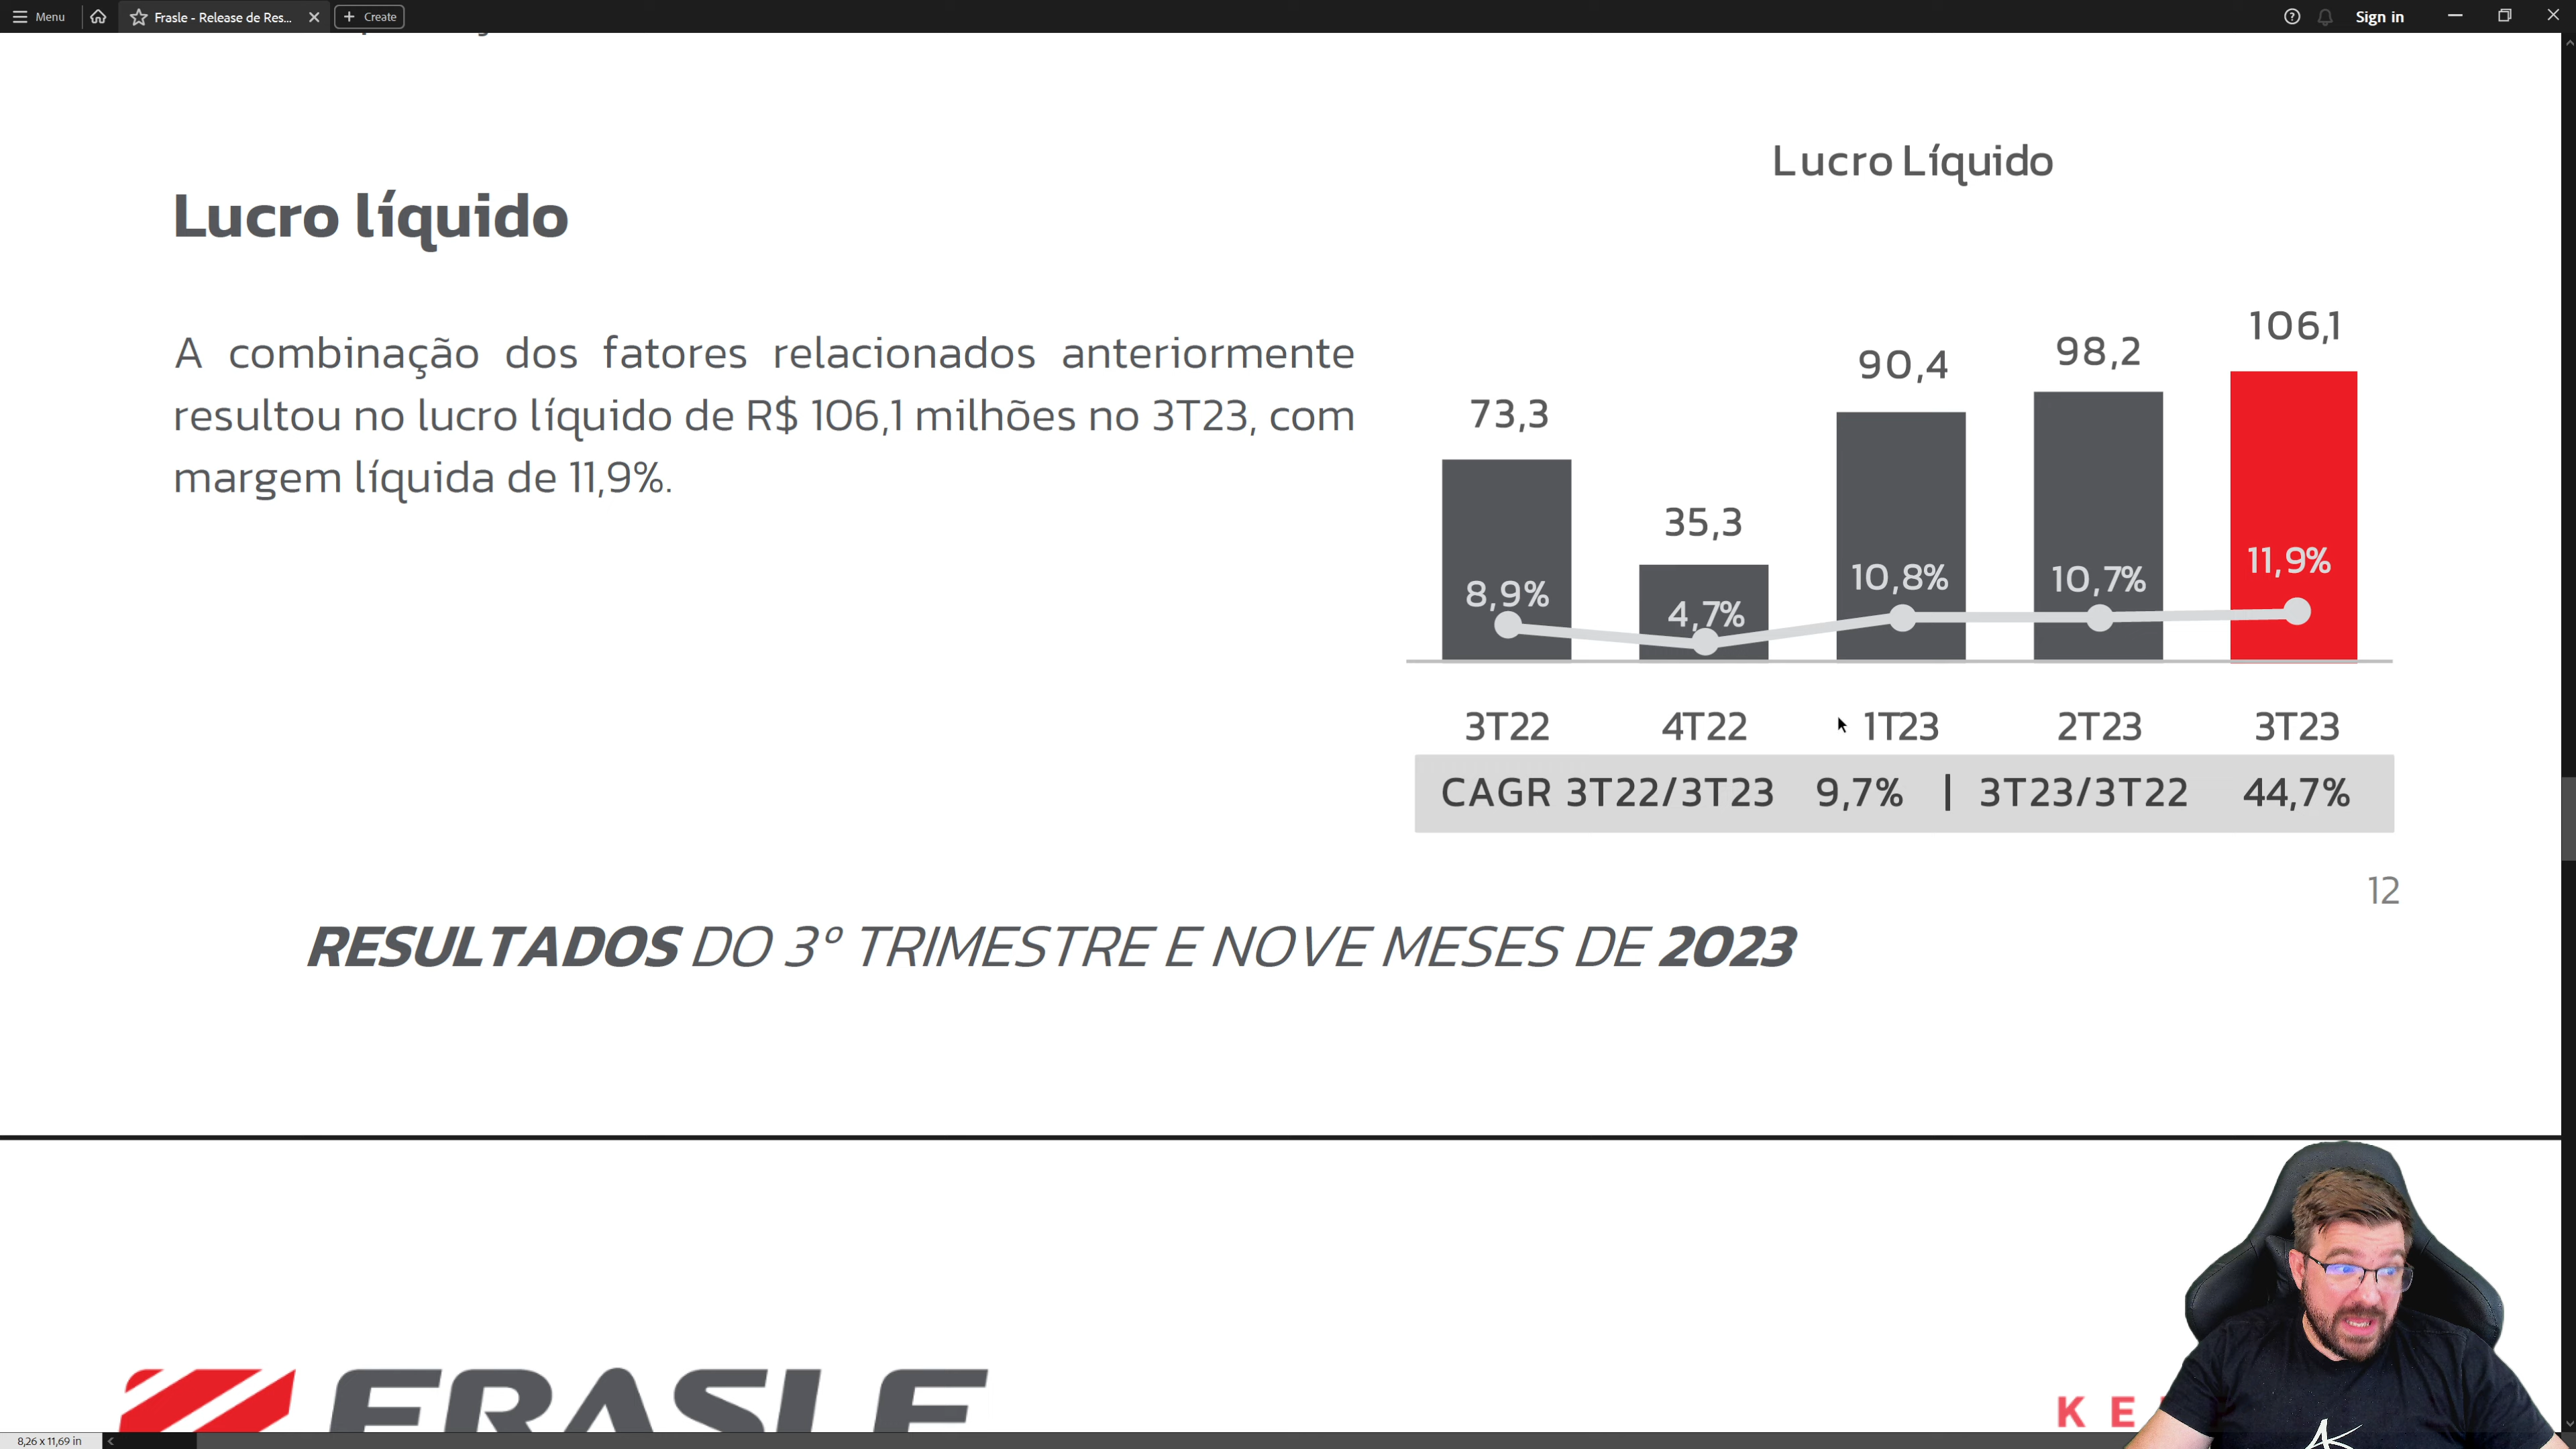 Menu
Frasle - Release de Res...
+ Create
Sign in
Lucro líquido
A combinação dos fatores relacionados anteriormente
resultou no lucro líquido de R$ 106,1 milhões no 3T23, com
margem líquida de 11,9%.
Lucro Líquido
73,3
35,3
90,4
98,2
106,1
8,9%
4,7%
10,8%
10,7%
11,9%
3T22
4T22
1T23
2T23
3T23
CAGR 3T22/3T23 9,7% | 3T23/3T22 44,7%
12
RESULTADOS DO 3º TRIMESTRE E NOVE MESES DE 2023
FRASLE
8,26 x 11,69 in